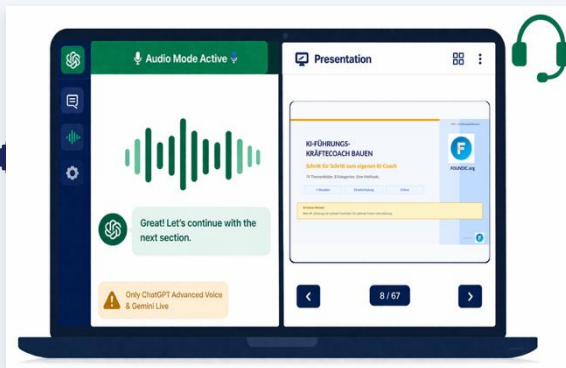 Audio Mode Active
Great! Let's continue with the
next section.
Only ChatGPT Advanced Voice
& Gemini Live
Presentation
KI-FÜHRUNGS-
KRÄFTECOACH BAUEN
Schritt für Schritt zum eigenen KI-Coach
F
FOUNDIC.org
8 / 67